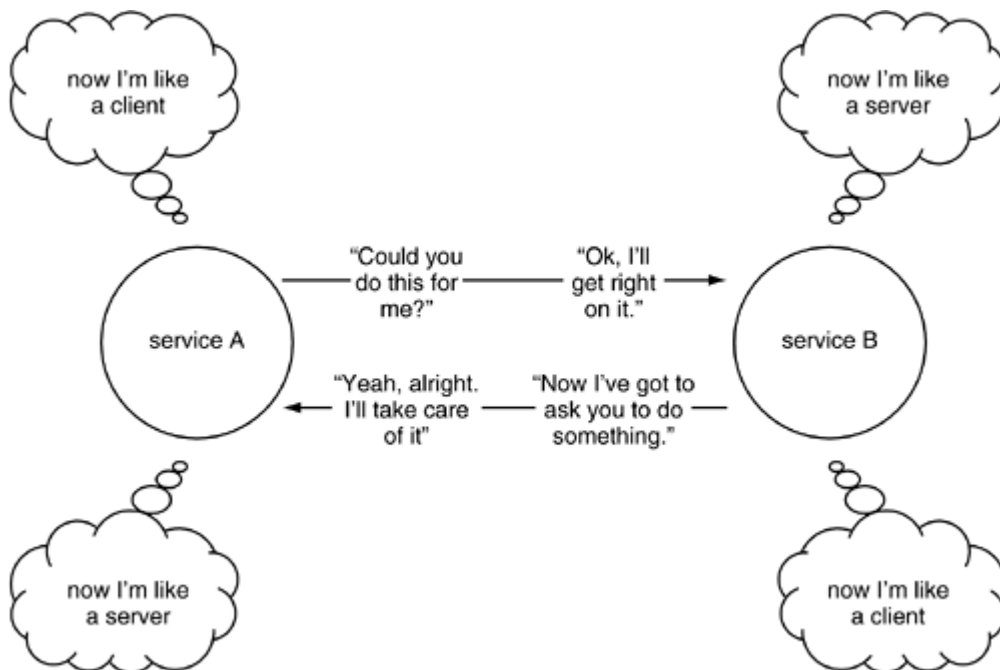 now I'm like
a client
now I'm like
a server
“Could you
do this for
me?”
“Ok, I'll
get right
on it.”
service A
service B
“Yeah, alright.
I'll take care
of it”
“Now I've got to
ask you to do
something.”
now I'm like
a server
now I'm like
a client